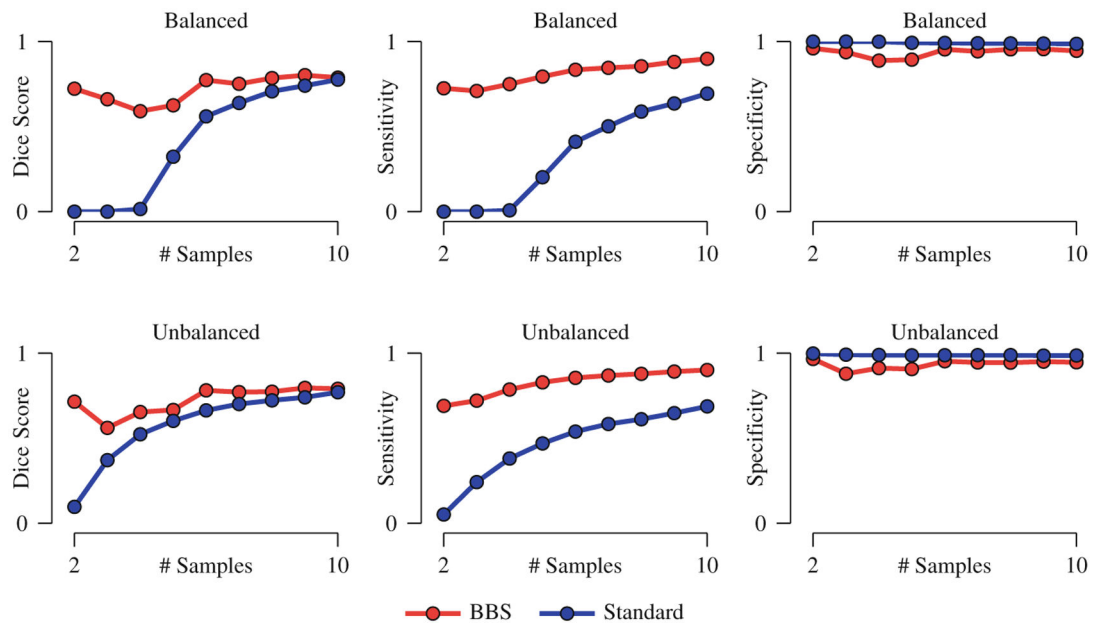 Balanced
Balanced
Balanced
1
Dice Score
0
2
# Samples
10
1
Sensitivity
0
2
# Samples
10
1
Specificity
0
2
# Samples
10
Unbalanced
Unbalanced
Unbalanced
1
Dice Score
0
2
# Samples
10
1
Sensitivity
0
2
# Samples
10
1
Specificity
0
2
# Samples
10
BBS
Standard